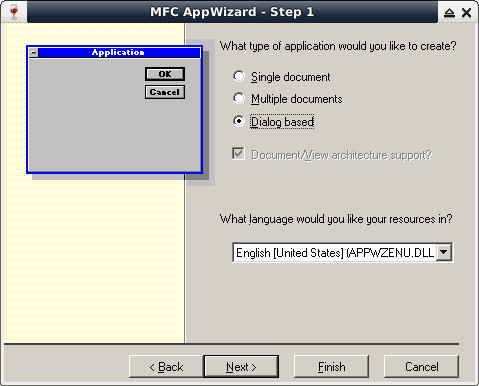 MFC AppWizard - Step 1
Application
OK
Cancel
What type of application would you like to create?
Single document
Multiple documents
Dialog based
Document/View architecture support?
What language would you like your resources in?
English [United States] (APPWZENU.DLL
< Back
Next >
Finish
Cancel